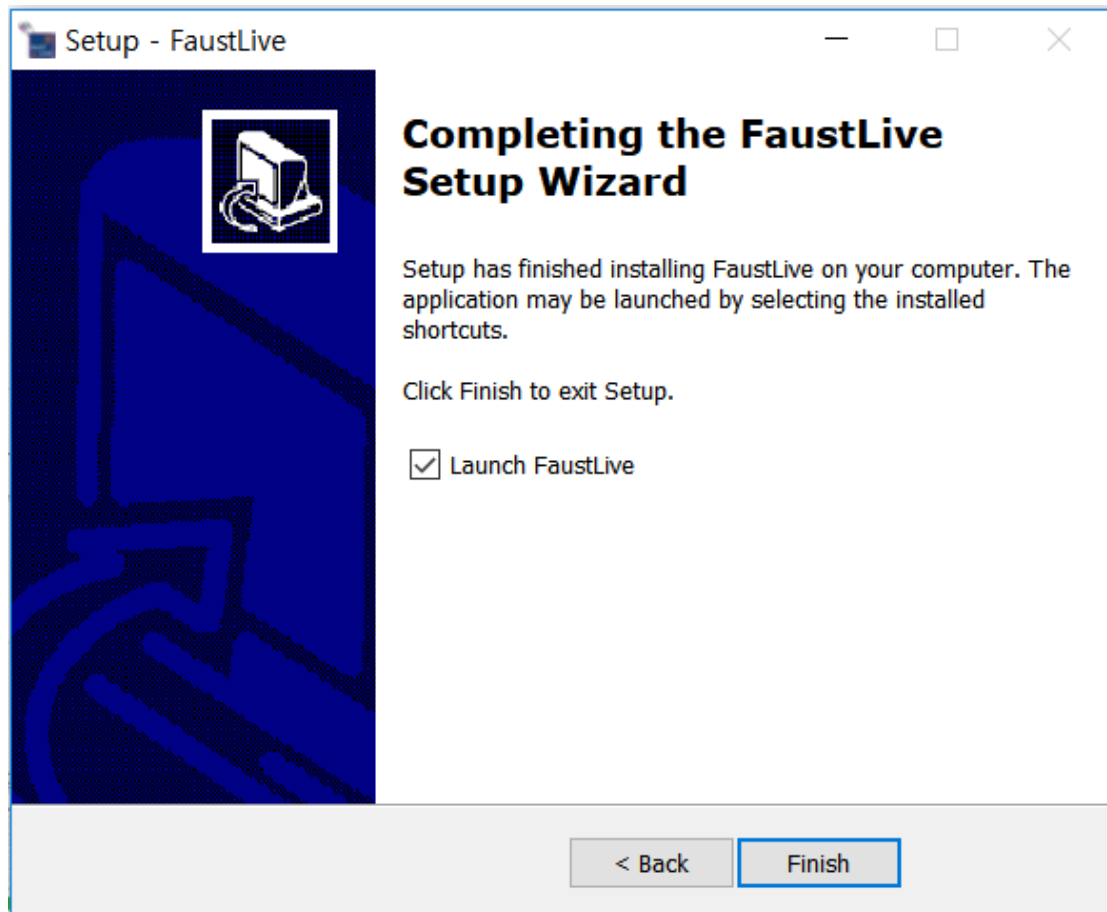 Setup - FaustLive
Completing the FaustLive
Setup Wizard
Setup has finished installing FaustLive on your computer. The
application may be launched by selecting the installed
shortcuts.
Click Finish to exit Setup.
Launch FaustLive
< Back
Finish